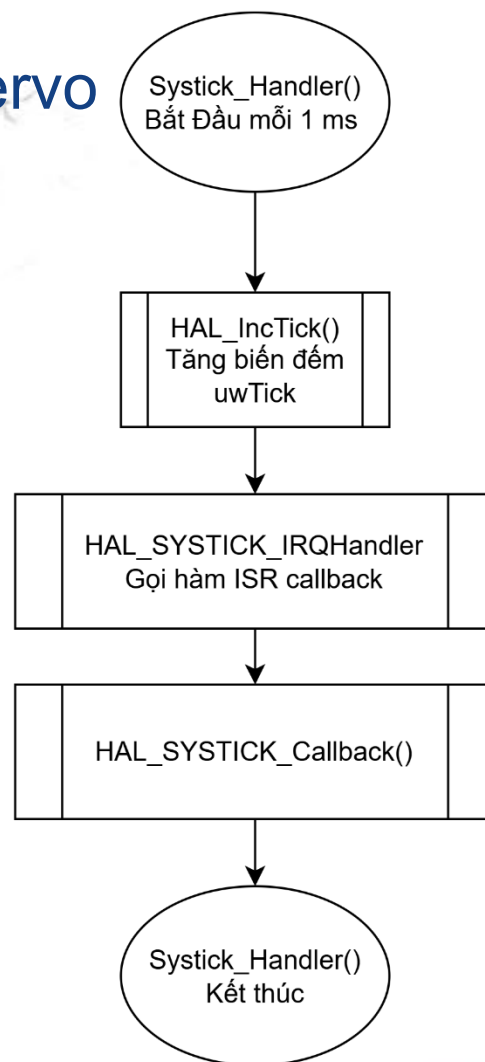 ervo
Systick_Handler()
Bắt Đầu mỗi 1 ms
HAL_IncTick()
Tăng biến đếm
uwTick
HAL_SYSTICK_IRQHandler
Gọi hàm ISR callback
HAL_SYSTICK_Callback()
Systick_Handler()
Kết thúc